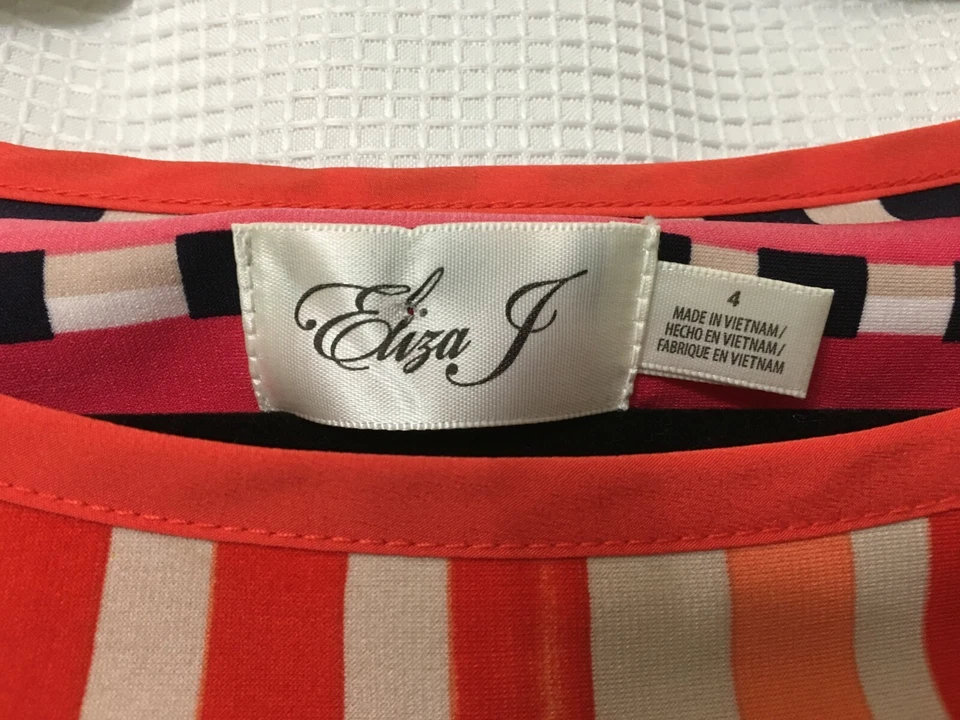 Eliza J
4
MADE IN VIETNAM/
HECHO EN VIETNAM/
FABRIQUE EN VIETNAM